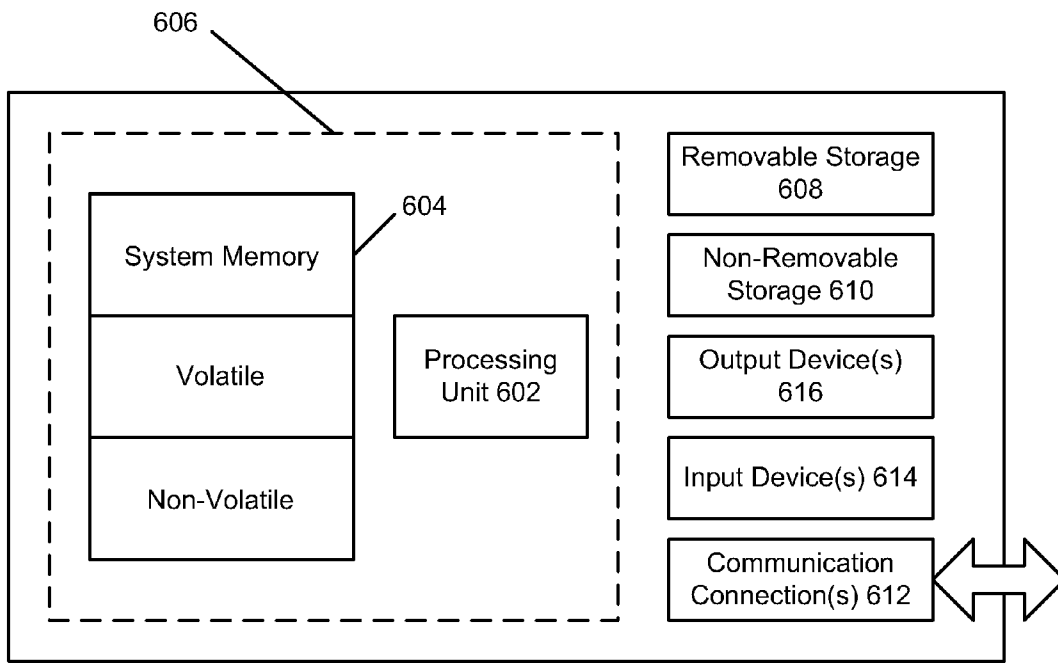 606
604
System Memory
Volatile
Non-Volatile
Processing
Unit 602
Removable Storage
608
Non-Removable
Storage 610
Output Device(s)
616
Input Device(s) 614
Communication
Connection(s) 612